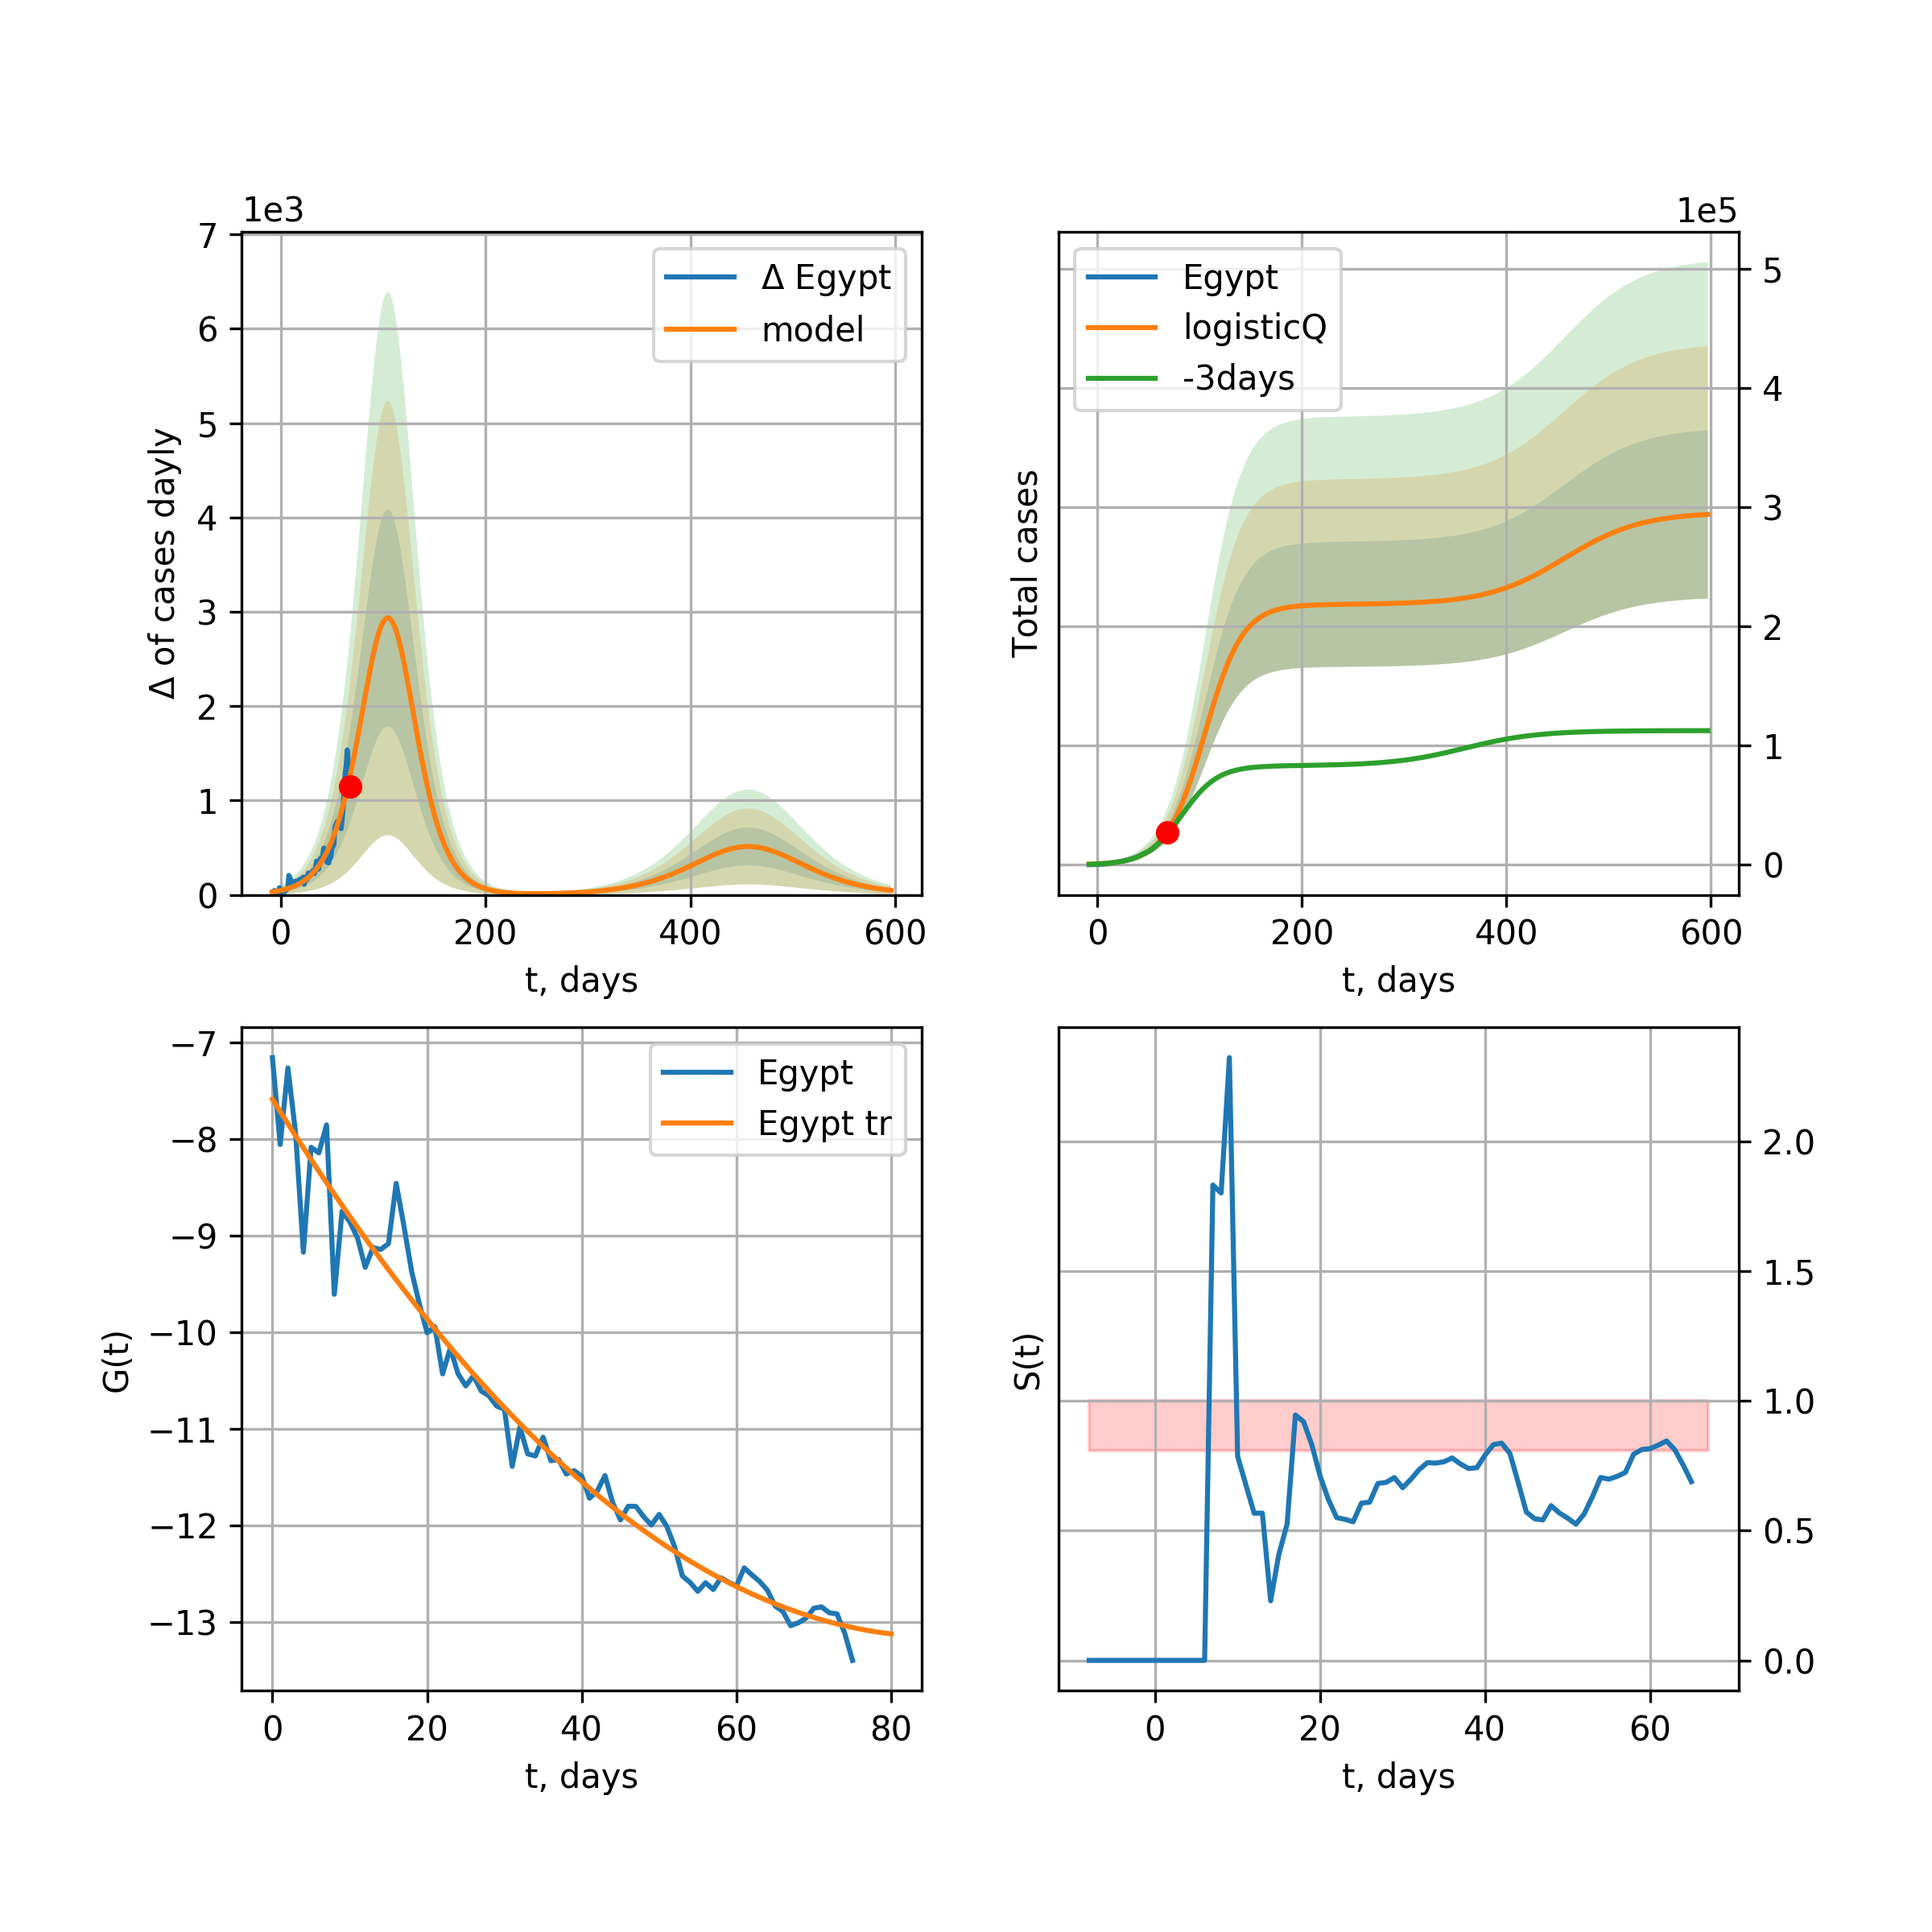 1e3
7
6
5
4
3
2
1
0
Δ of cases dayly
Δ Egypt
model
0 200 400 600
t, days
1e5
Egypt
logisticQ
-3days
Total cases
5
4
3
2
1
0
0 200 400 600
t, days
−7
−8
−9
−10
−11
−12
−13
G(t)
Egypt
Egypt tr
0 20 40 60 80
t, days
S(t)
2.0
1.5
1.0
0.5
0.0
0 20 40 60
t, days